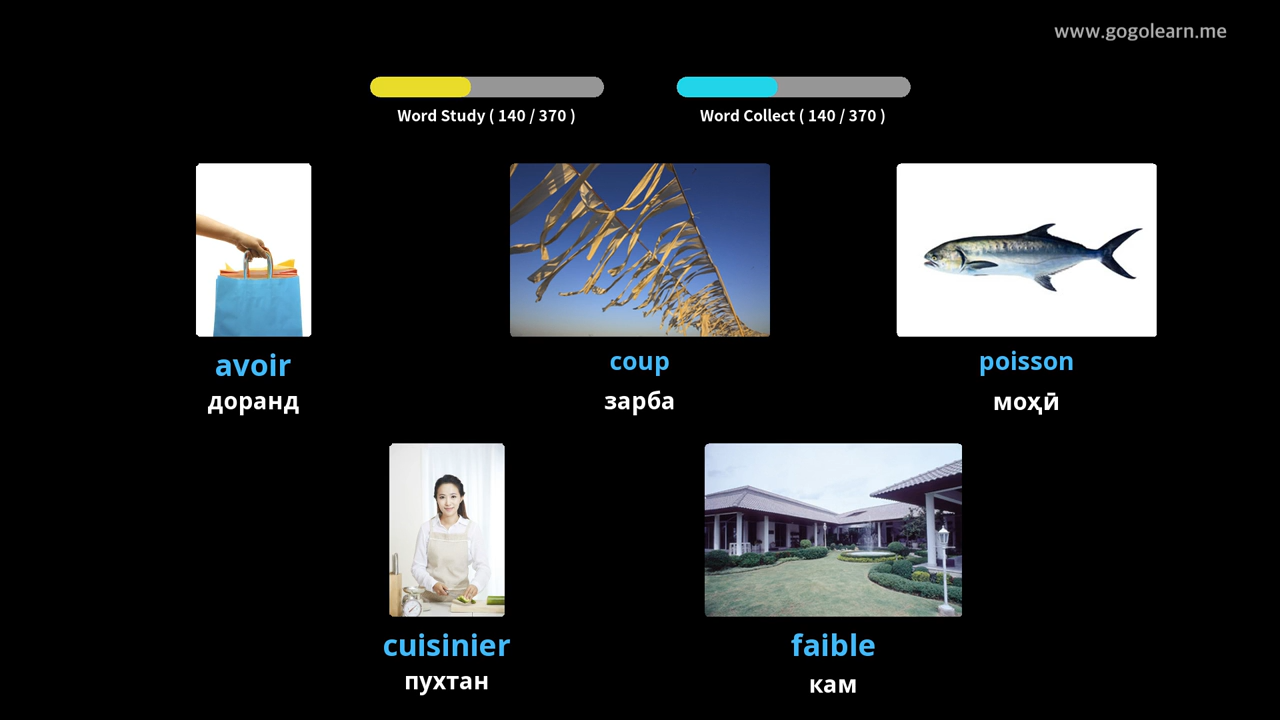 www.gogolearn.me
Word Study ( 140 / 370 )
Word Collect ( 140 / 370 )
avoir
доранд
coup
зарба
poisson
моҳӣ
cuisinier
пухтан
faible
кам